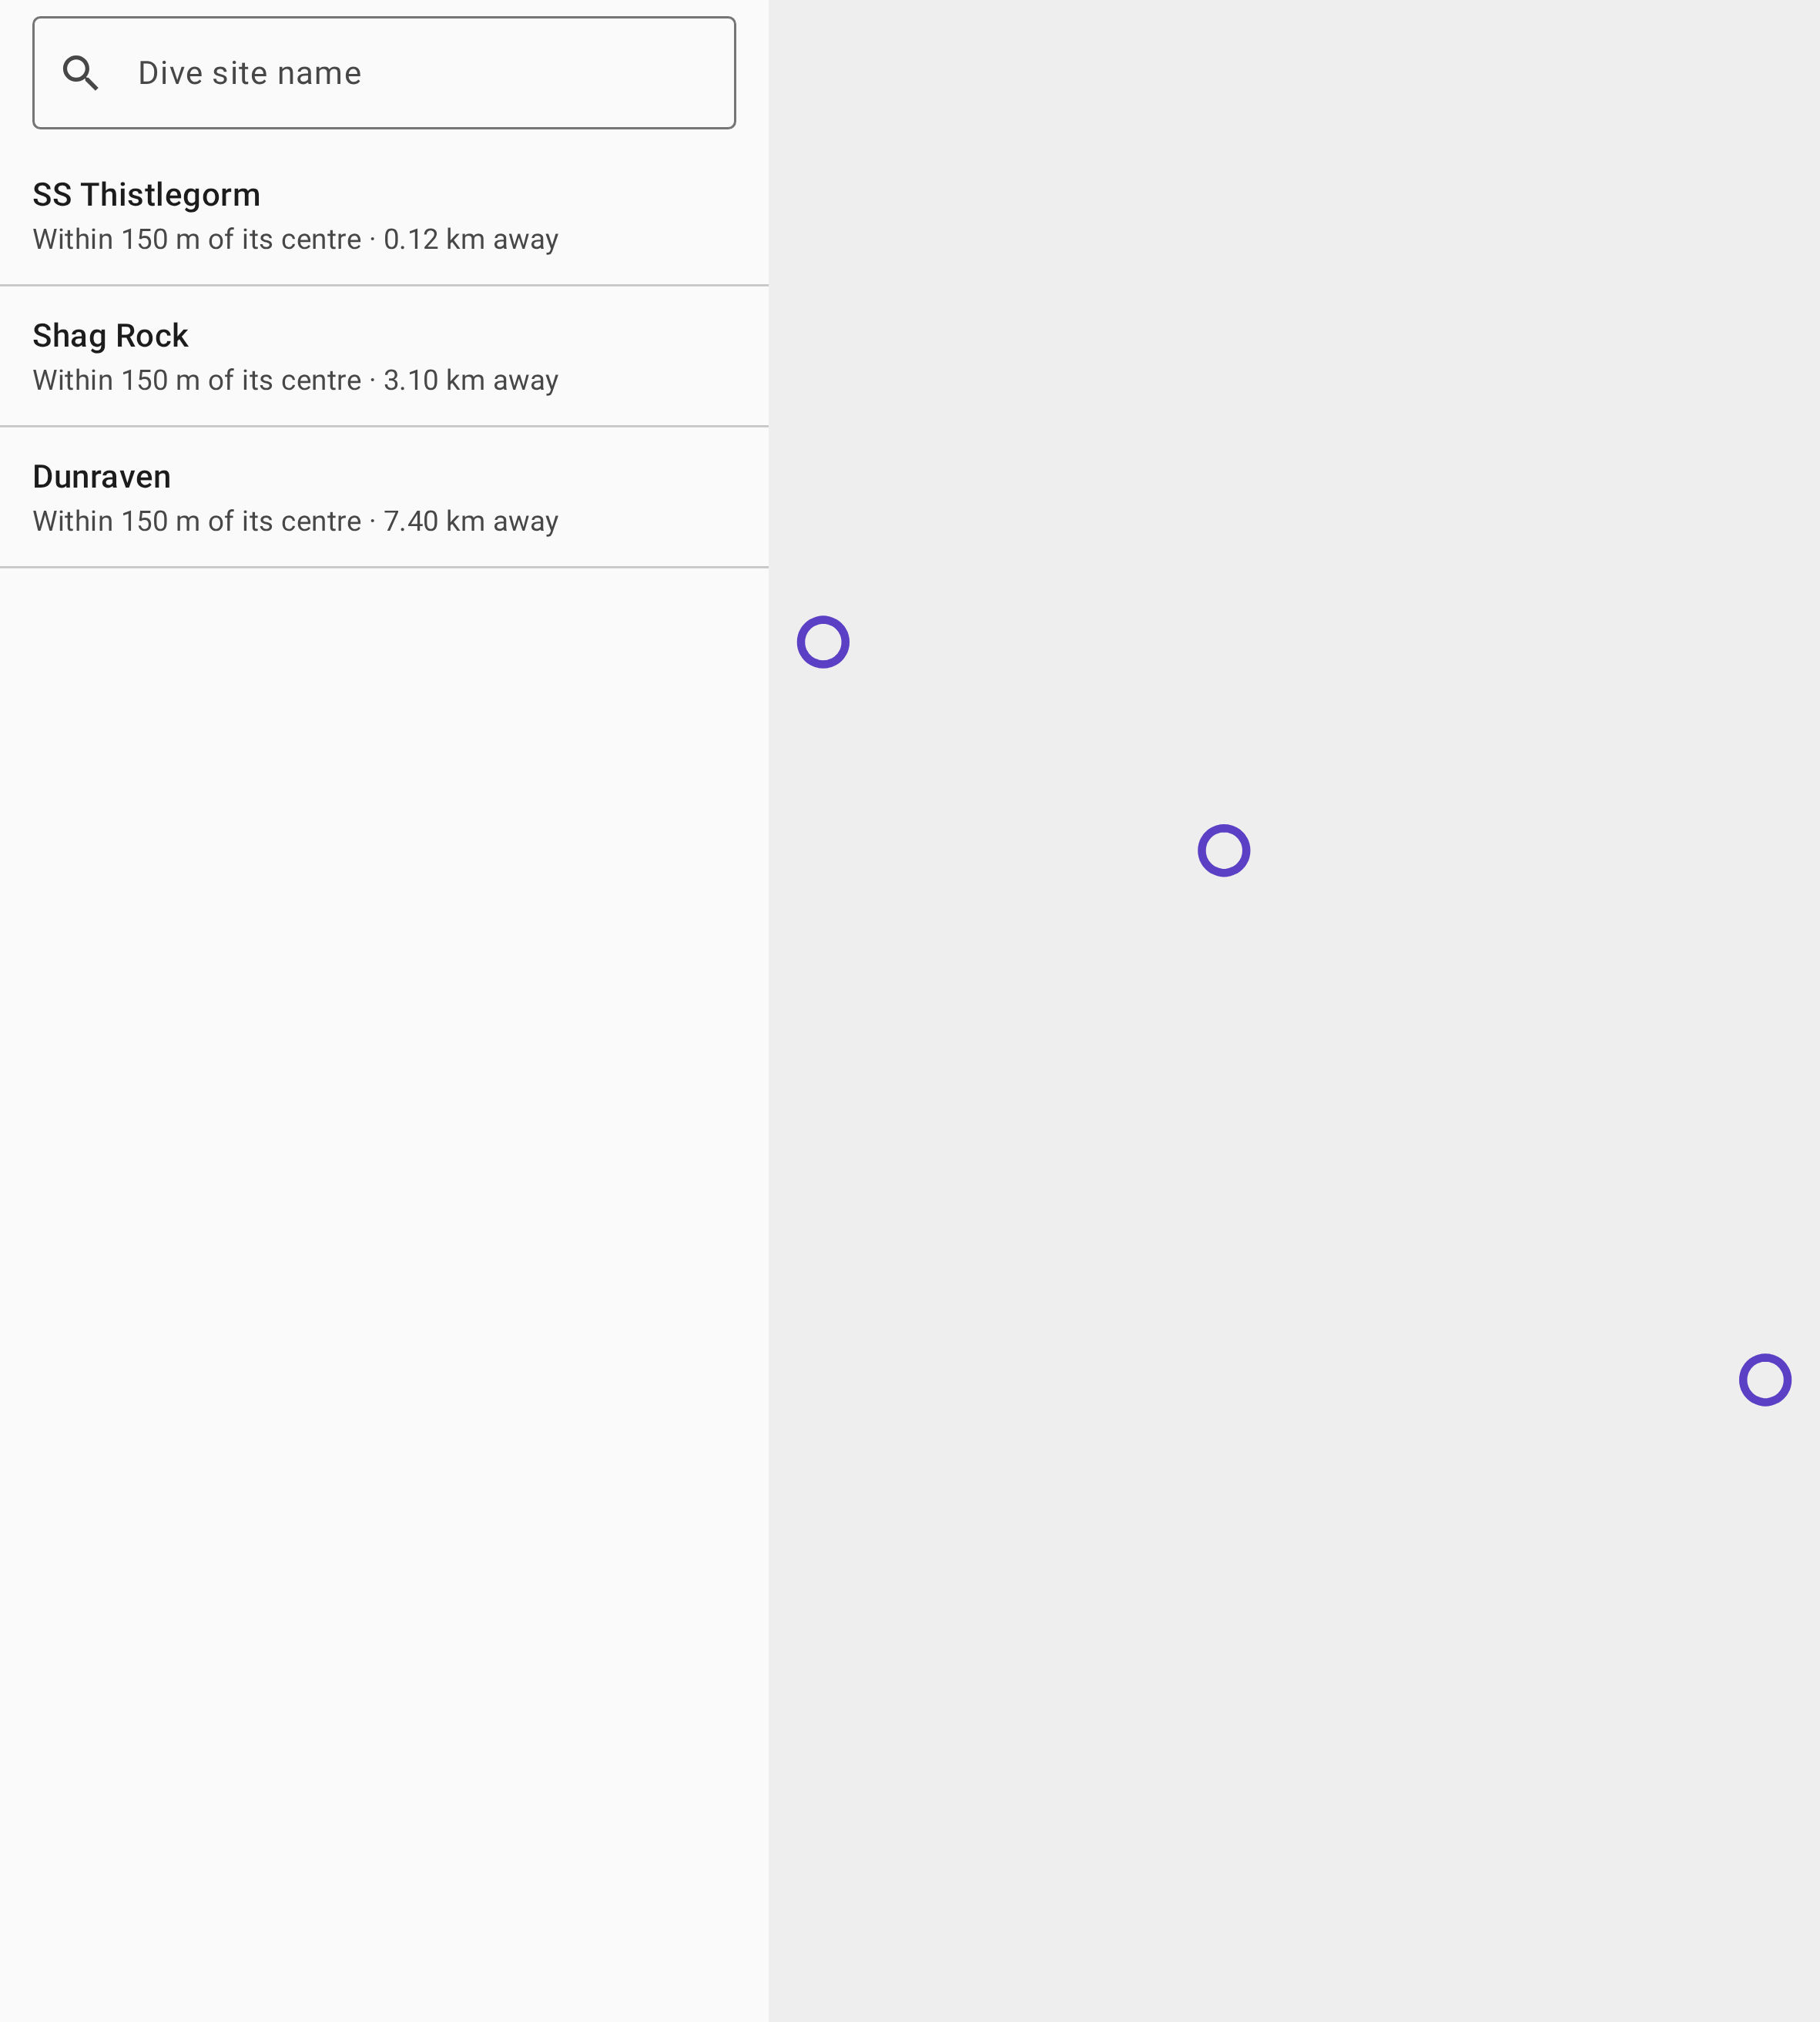 Dive site name
SS Thistlegorm
Within 150 m of its centre · 0.12 km away
Shag Rock
Within 150 m of its centre · 3.10 km away
Dunraven
Within 150 m of its centre · 7.40 km away